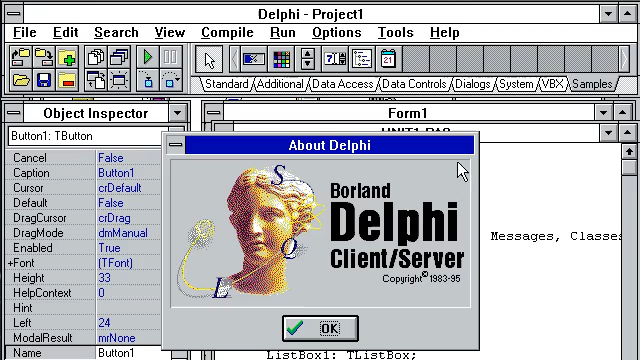 Delphi - Project1
File Edit Search View Compile Run Options Tools Help
Standard Additional Data Access Data Controls Dialogs System VBX Samples
Object Inspector
Button1: TButton
Cancel False
Caption Button1
Cursor crDefault
Default False
DragCursor crDrag
DragMode dmManual
Enabled True
+Font (TFont)
Height 33
HelpContext 0
Hint
Left 24
ModalResult mrNone
Name Button1
Form1
UNIT1.PAS
Messages, Classes
About Delphi
S
Q
L
Borland
Delphi
Client/Server
Copyright © 1983-95
OK
ListBox1: TListBox;